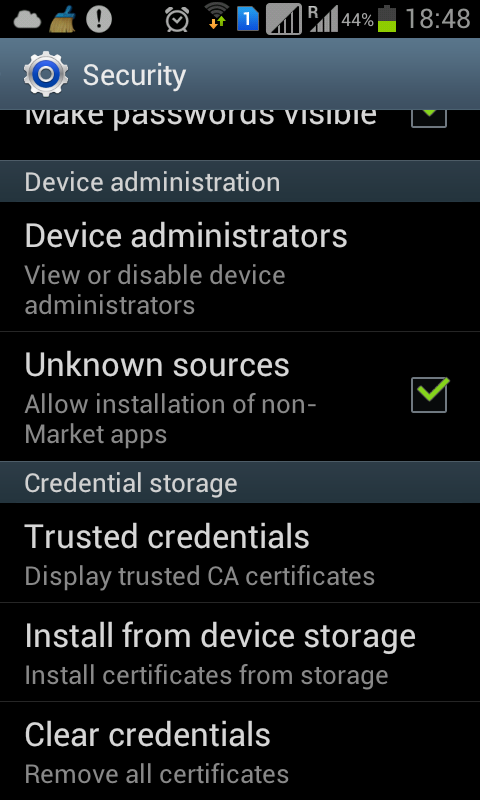 1
R
44%
18:48
Security
Make passwords visible
Device administration
Device administrators
View or disable device
administrators
Unknown sources
Allow installation of non-
Market apps
Credential storage
Trusted credentials
Display trusted CA certificates
Install from device storage
Install certificates from storage
Clear credentials
Remove all certificates